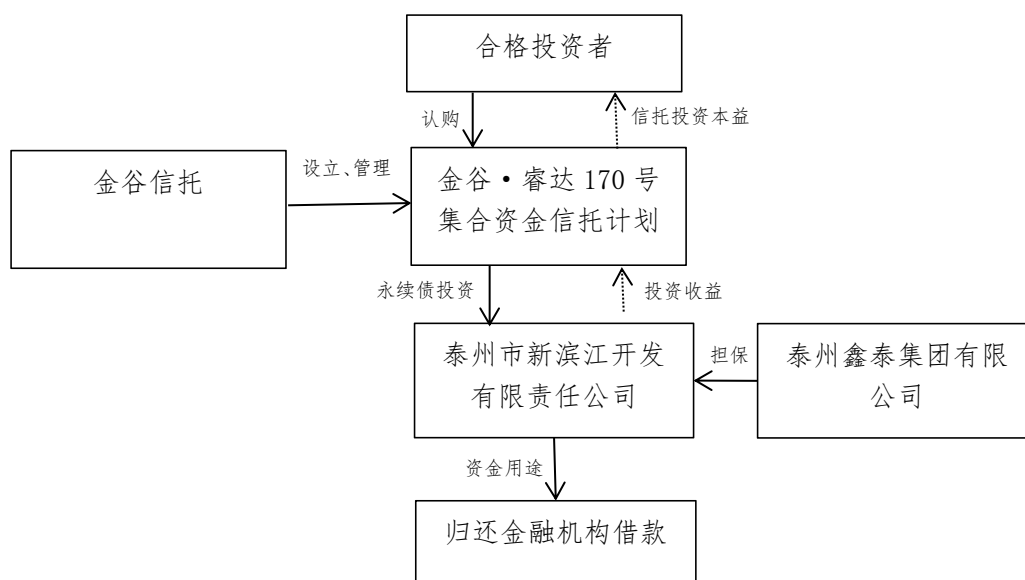 合格投资者
认购
信托投资本益
金谷信托
设立、管理
金谷·睿达 170 号
集合资金信托计划
永续债投资
投资收益
泰州市新滨江开发
有限责任公司
担保
泰州鑫泰集团有限
公司
资金用途
归还金融机构借款